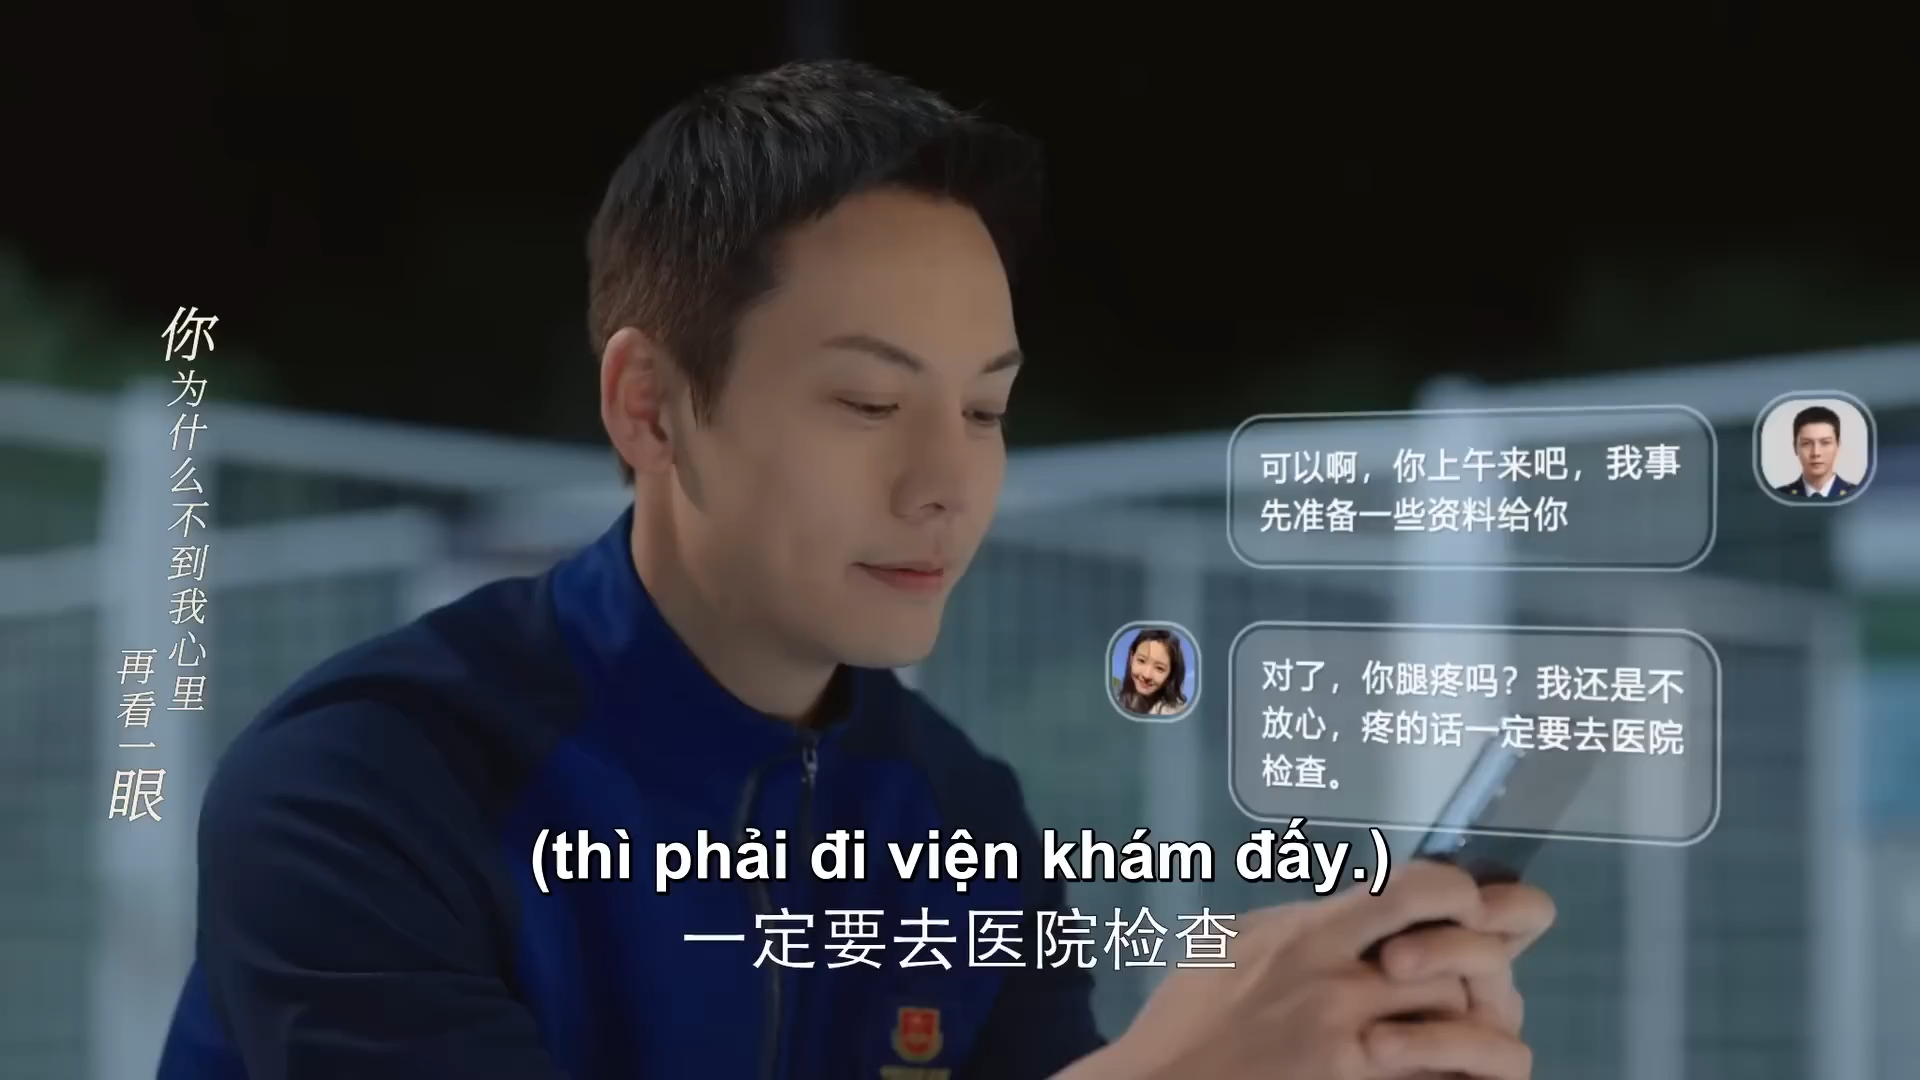 你为什么不到我心里
再看一眼
可以啊，你上午来吧，我事
先准备一些资料给你
对了，你腿疼吗？我还是不
放心，疼的话一定要去医院
检查。
(thì phải đi viện khám đấy.)
一定要去医院检查